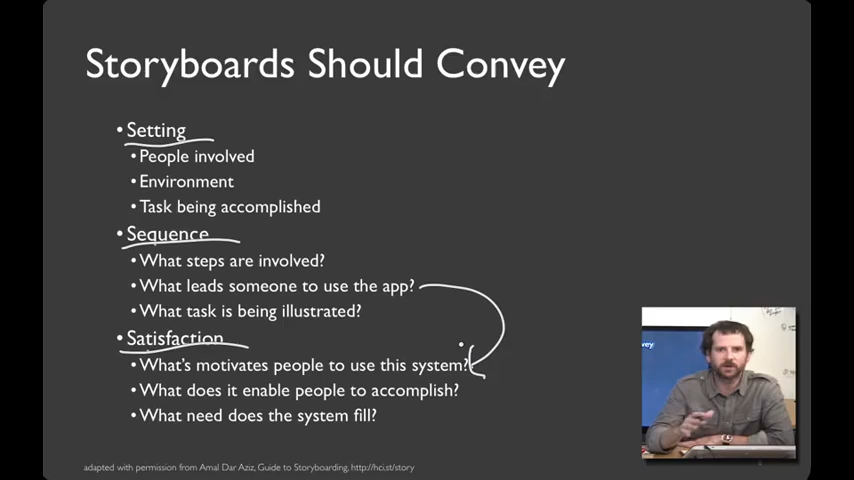 Storyboards Should Convey
• Setting
• People involved
• Environment
• Task being accomplished
• Sequence
• What steps are involved?
• What leads someone to use the app?
• What task is being illustrated?
• Satisfaction
• What's motivates people to use this system?
• What does it enable people to accomplish?
• What need does the system fill?
adapted with permission from Amal Dar Aziz, Guide to Storyboarding, http://hci.st/story